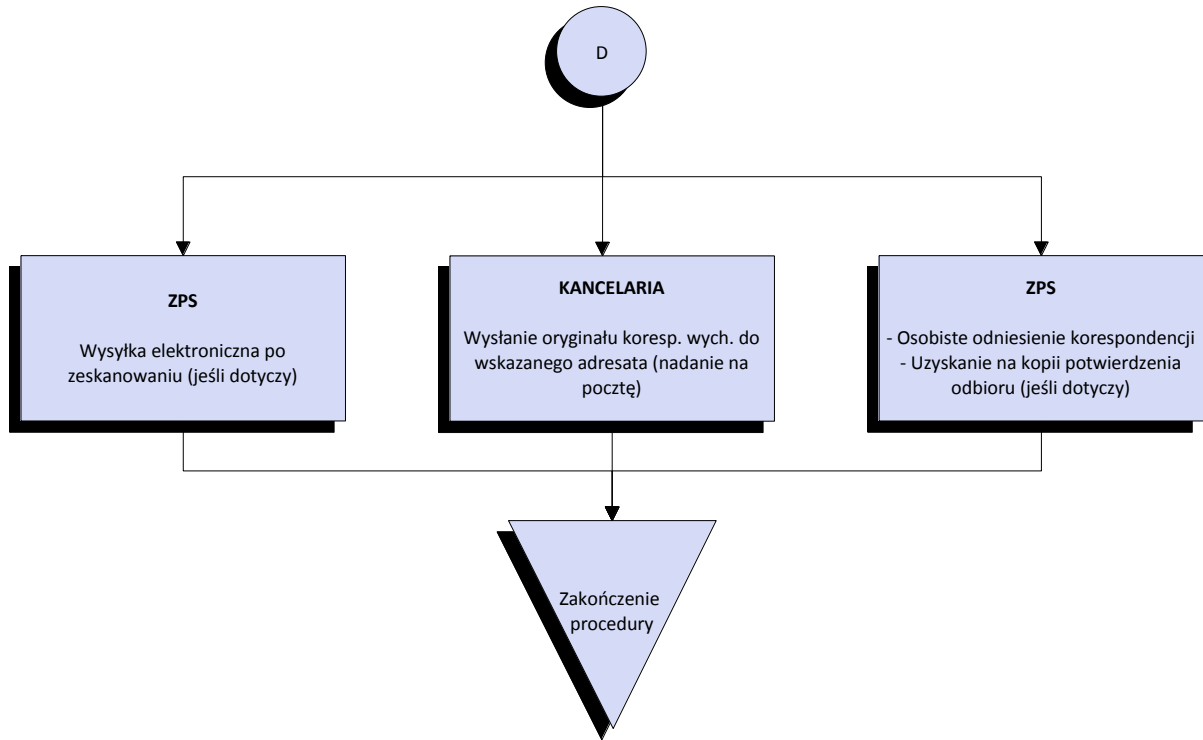 D
ZPS
Wysyłka elektroniczna po
zeskanowaniu (jeśli dotyczy)
KANCELARIA
Wysłanie oryginału koresp. wych. do
wskazanego adresata (nadanie na
pocztę)
ZPS
- Osobiste odniesienie korespondencji
- Uzyskanie na kopii potwierdzenia
odbioru (jeśli dotyczy)
Zakończenie
procedury